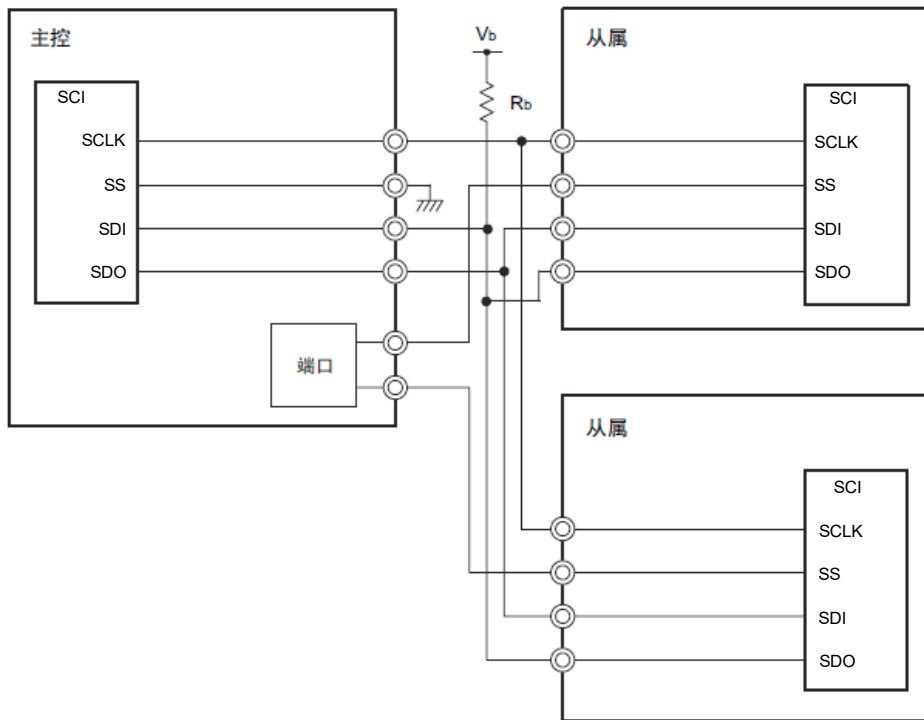 主控
SCI
SCLK
SS
SDI
SDO
端口
Vb
Rb
从属
SCI
SCLK
SS
SDI
SDO
从属
SCI
SCLK
SS
SDI
SDO